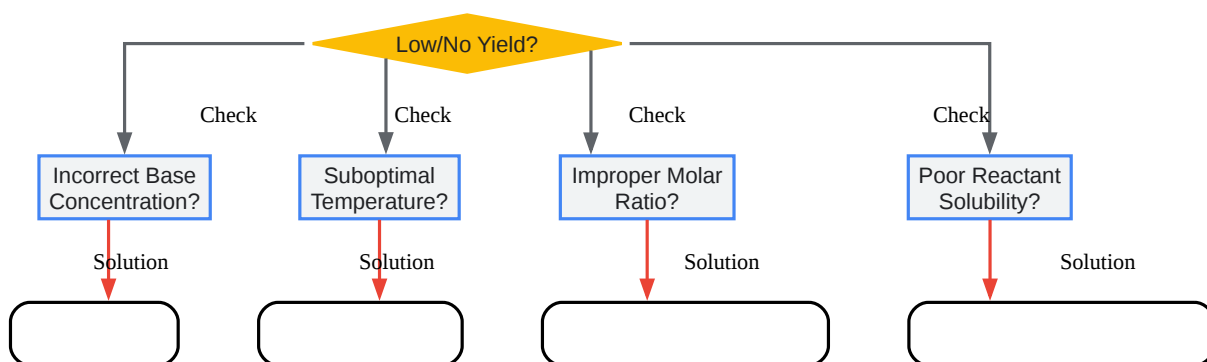 Low/No Yield?
Check
Check
Check
Check
Incorrect Base
Concentration?
Suboptimal
Temperature?
Improper Molar
Ratio?
Poor Reactant
Solubility?
Solution
Solution
Solution
Solution